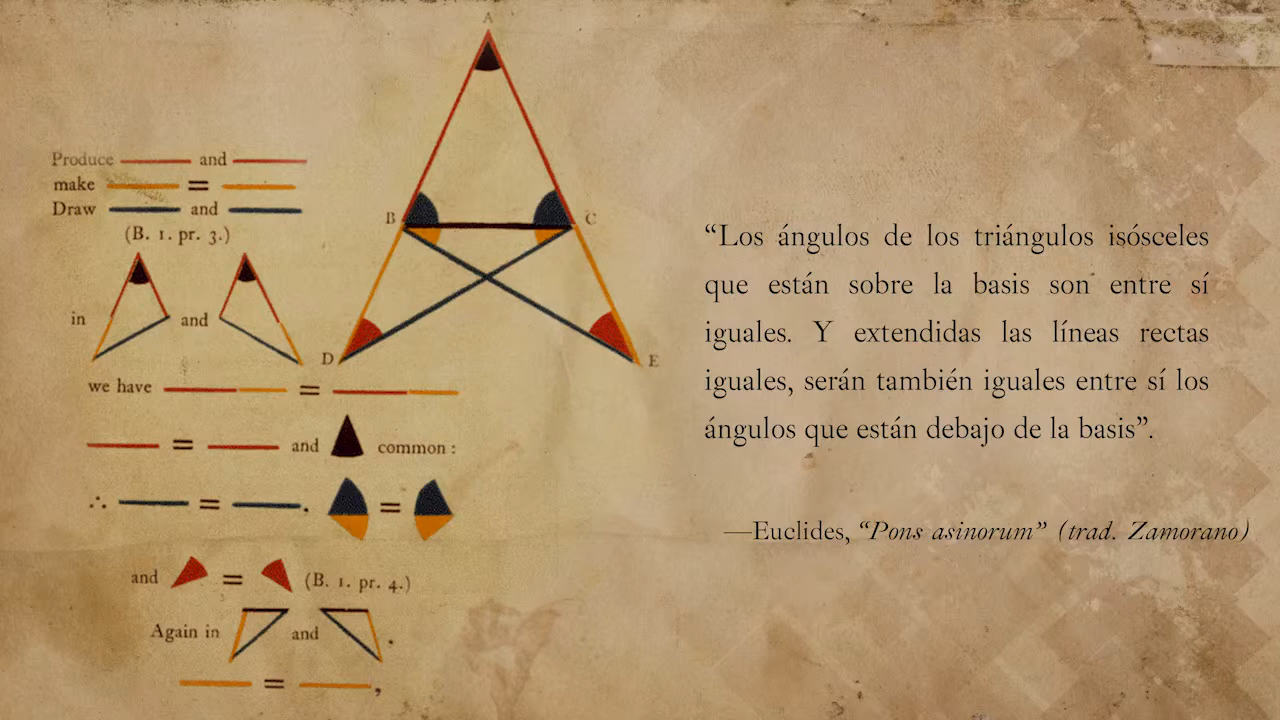 A
Produce and
make =
Draw and
(B. 1. pr. 3.)
B
C
in and
D
E
we have =
= and common :
∴ = . =
and = (B. 1. pr. 4.)
Again in and .
= ,
“Los ángulos de los triángulos isósceles
que están sobre la basis son entre sí
iguales. Y extendidas las líneas rectas
iguales, serán también iguales entre sí los
ángulos que están debajo de la basis”.
—Euclides, “Pons asinorum” (trad. Zamorano)